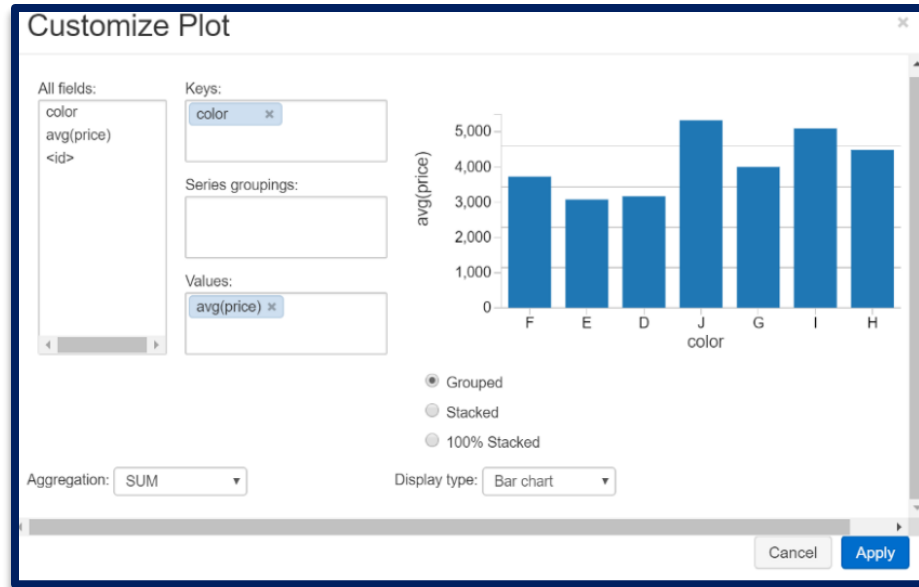 Customize Plot
×
All fields:
color
avg(price)
<id>
Keys:
color ×
Series groupings:
Values:
avg(price) ×
avg(price)
5,000
4,000
3,000
2,000
1,000
0
F E D J G I H
color
Grouped
Stacked
100% Stacked
Aggregation: SUM
Display type: Bar chart
Cancel Apply